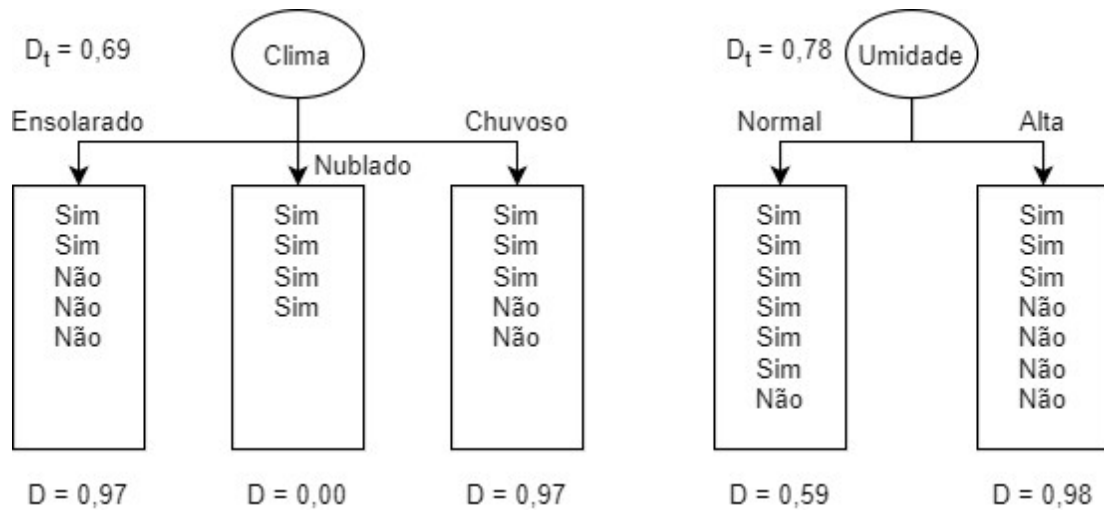 D_t = 0,69
Clima
Ensolarado
Nublado
Chuvoso
Sim
Sim
Não
Não
Não
D = 0,97
Sim
Sim
Sim
Sim
D = 0,00
Sim
Sim
Sim
Não
Não
D = 0,97
D_t = 0,78
Umidade
Normal
Alta
Sim
Sim
Sim
Sim
Sim
Sim
Não
D = 0,59
Sim
Sim
Sim
Não
Não
Não
Não
D = 0,98